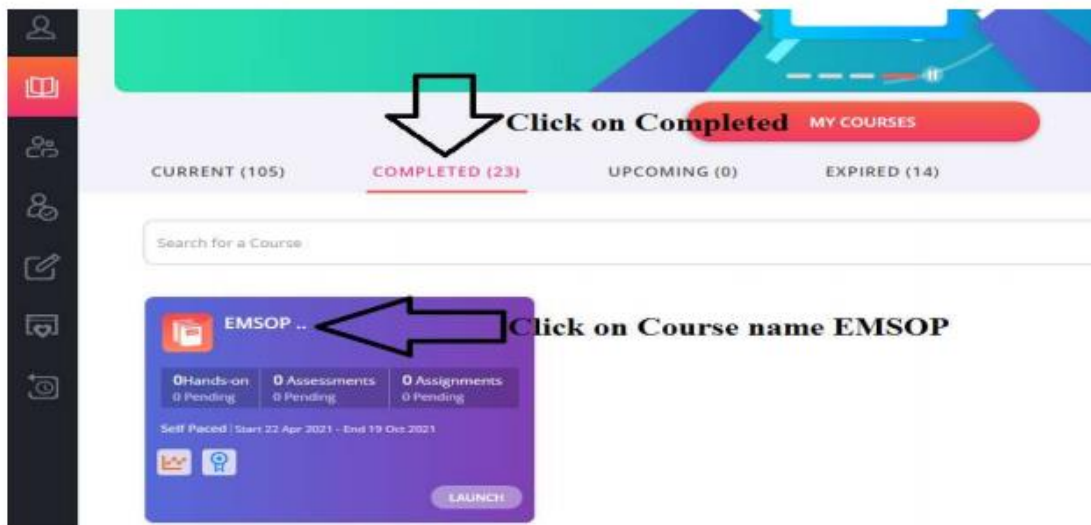 Click on Completed
MY COURSES
CURRENT (105)
COMPLETED (23)
UPCOMING (0)
EXPIRED (14)
Search for a Course
EMSOP ..
Click on Course name EMSOP
0Hands-on
0 Pending
0 Assessments
0 Pending
0 Assignments
0 Pending
Self Paced | Start 22 Apr 2021 - End 19 Oct 2021
LAUNCH